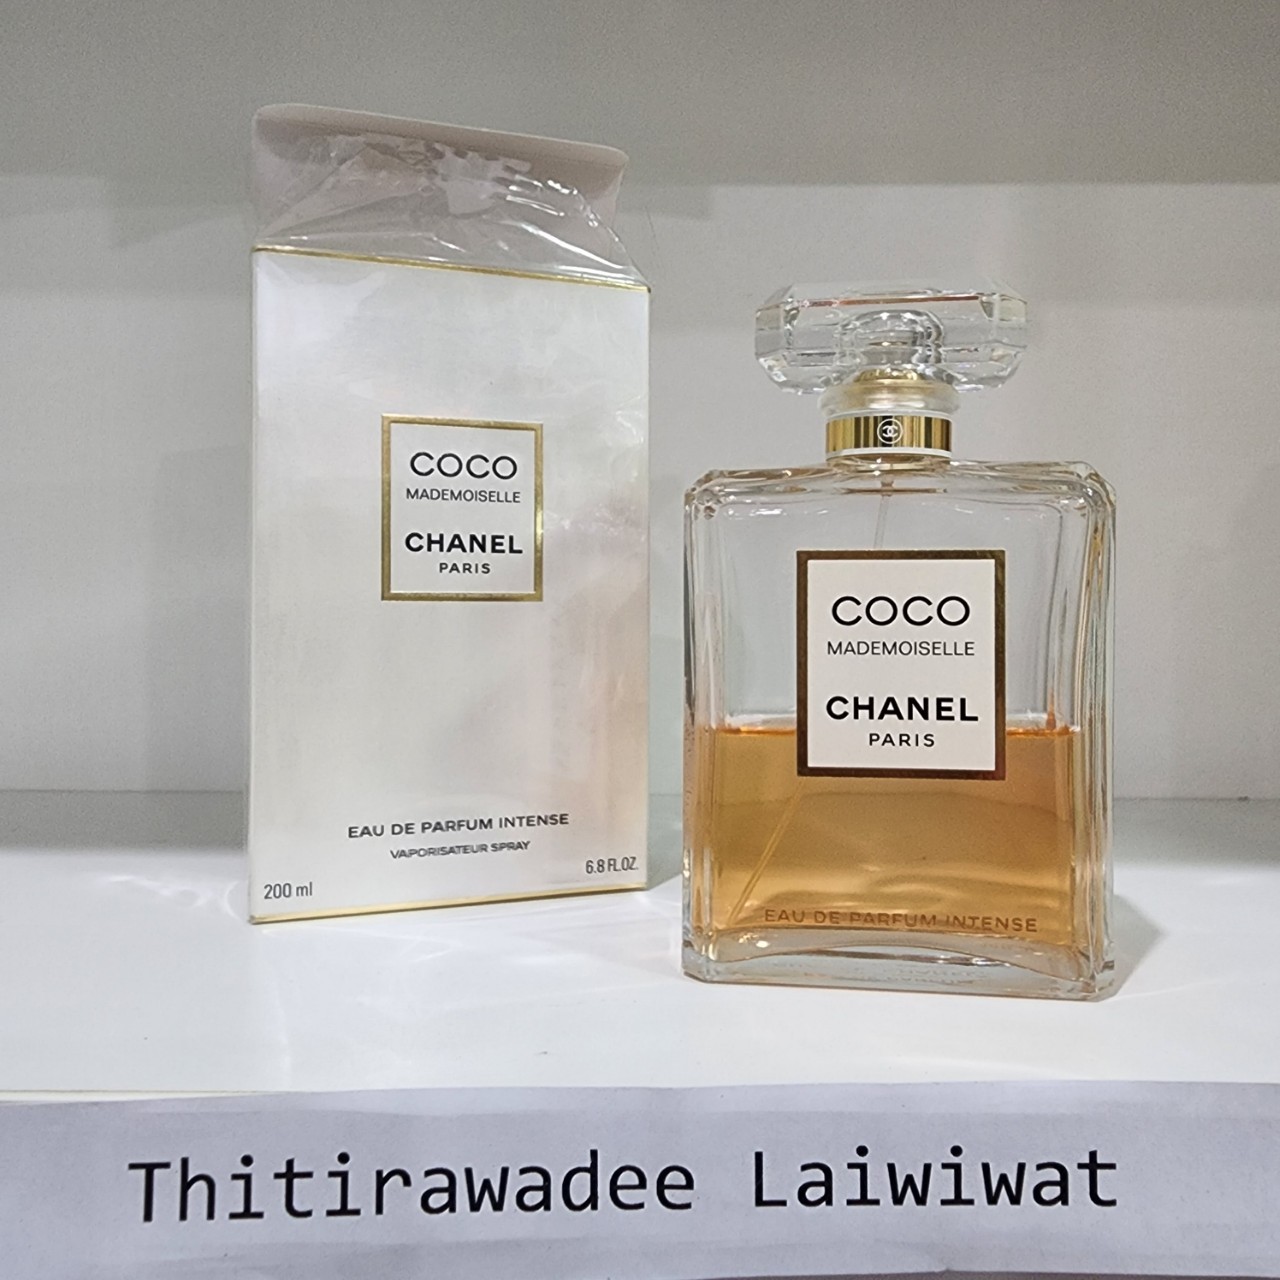 COCO
MADEMOISELLE
CHANEL
PARIS
EAU DE PARFUM INTENSE
VAPORISATEUR SPRAY
200 ml
6.8 FL.OZ.
COCO
MADEMOISELLE
CHANEL
PARIS
EAU DE PARFUM INTENSE
Thitirawadee Laiwiwat